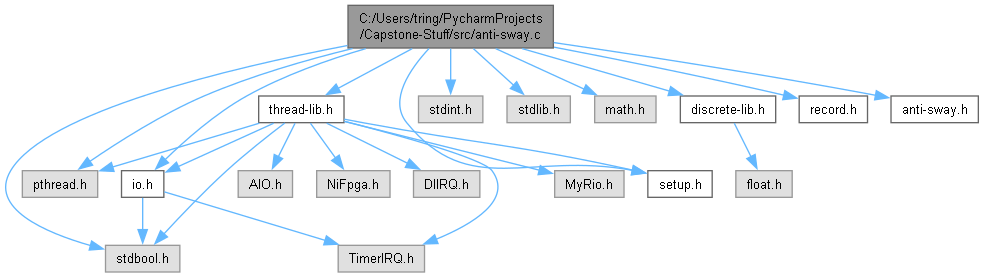 C:/Users/tring/PycharmProjects
/Capstone-Stuff/src/anti-sway.c
thread-lib.h
stdint.h
stdlib.h
math.h
discrete-lib.h
record.h
anti-sway.h
pthread.h
io.h
AIO.h
NiFpga.h
DIIRQ.h
MyRio.h
setup.h
float.h
stdbool.h
TimerIRQ.h